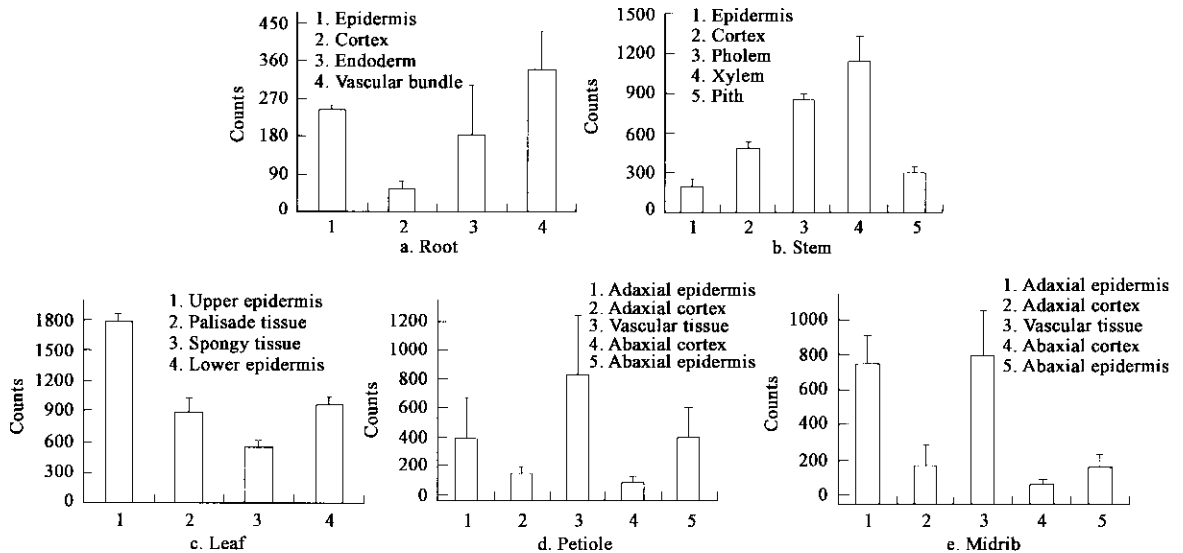 450
360
270
180
90
0
Counts
1. Epidermis
2. Cortex
3. Endoderm
4. Vascular bundle
1 2 3 4
a. Root
1500
1200
900
600
300
0
Counts
1. Epidermis
2. Cortex
3. Pholem
4. Xylem
5. Pith
1 2 3 4 5
b. Stem
1800
1500
1200
900
600
300
0
Counts
1. Upper epidermis
2. Palisade tissue
3. Spongy tissue
4. Lower epidermis
1 2 3 4
c. Leaf
1200
1000
800
600
400
200
0
Counts
1. Adaxial epidermis
2. Adaxial cortex
3. Vascular tissue
4. Abaxial cortex
5. Abaxial epidermis
1 2 3 4 5
d. Petiole
1000
800
600
400
200
0
Counts
1. Adaxial epidermis
2. Adaxial cortex
3. Vascular tissue
4. Abaxial cortex
5. Abaxial epidermis
1 2 3 4 5
e. Midrib